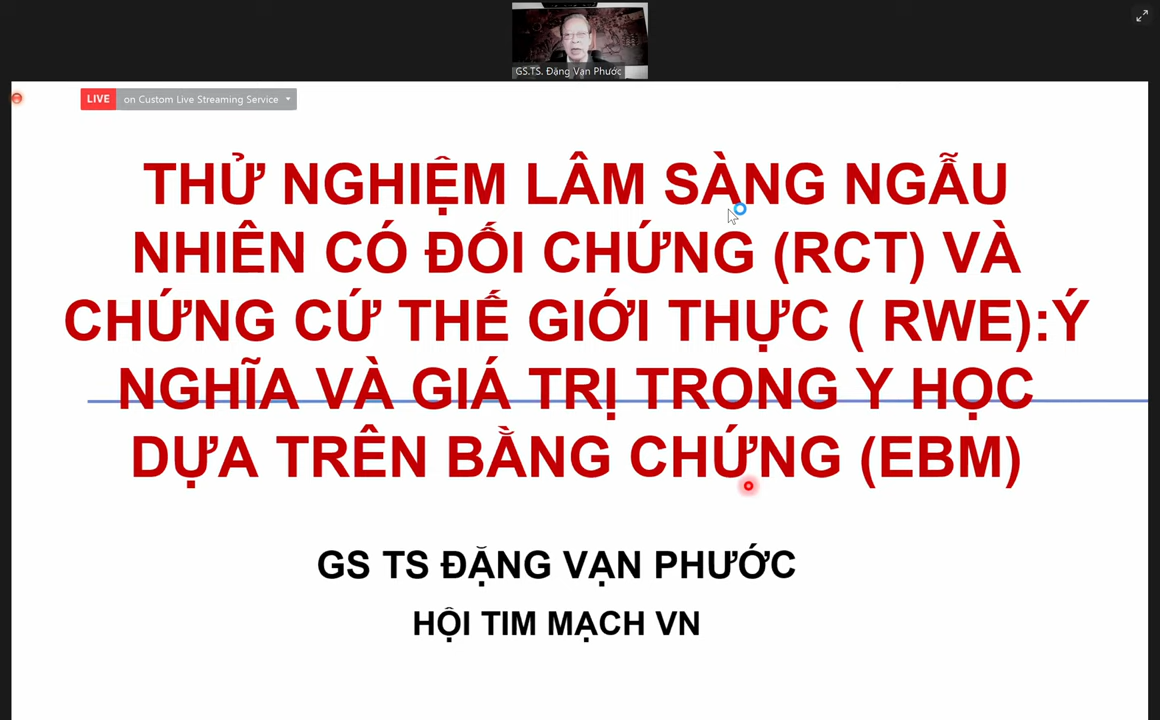 GS.TS. Đặng Vạn Phước
LIVE on Custom Live Streaming Service
THỬ NGHIỆM LÂM SÀNG NGẪU
NHIÊN CÓ ĐỐI CHỨNG (RCT) VÀ
CHỨNG CỨ THẾ GIỚI THỰC ( RWE):Ý
NGHĨA VÀ GIÁ TRỊ TRONG Y HỌC
DỰA TRÊN BẰNG CHỨNG (EBM)
GS TS ĐẶNG VẠN PHƯỚC
HỘI TIM MẠCH VN